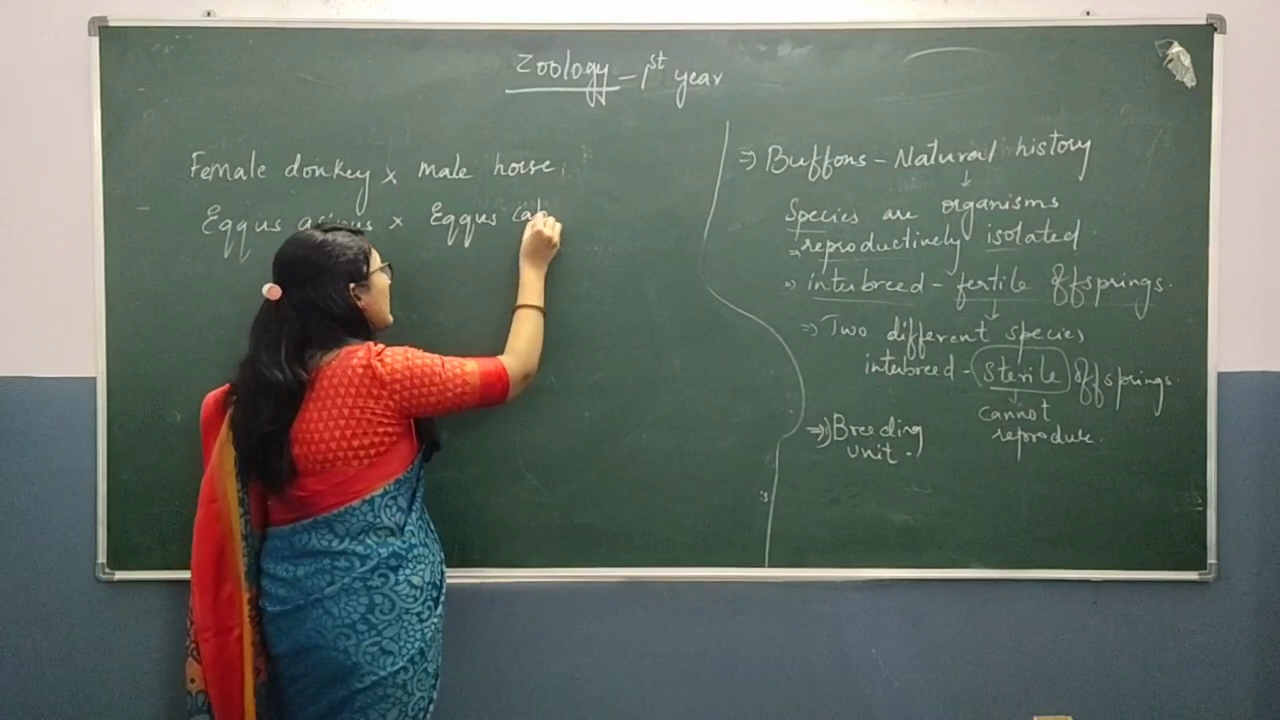 Zoology - 1st year
Female donkey x male horse
Eqqus asinus x Eqqus cab
⇒ Buffons - Natural history
Species are organisms
→ reproductively isolated
⇒ interbreed - fertile offsprings.
⇒ Two different species
interbreed - sterile offsprings.
cannot
reproduce.
⇒ Breeding
unit.